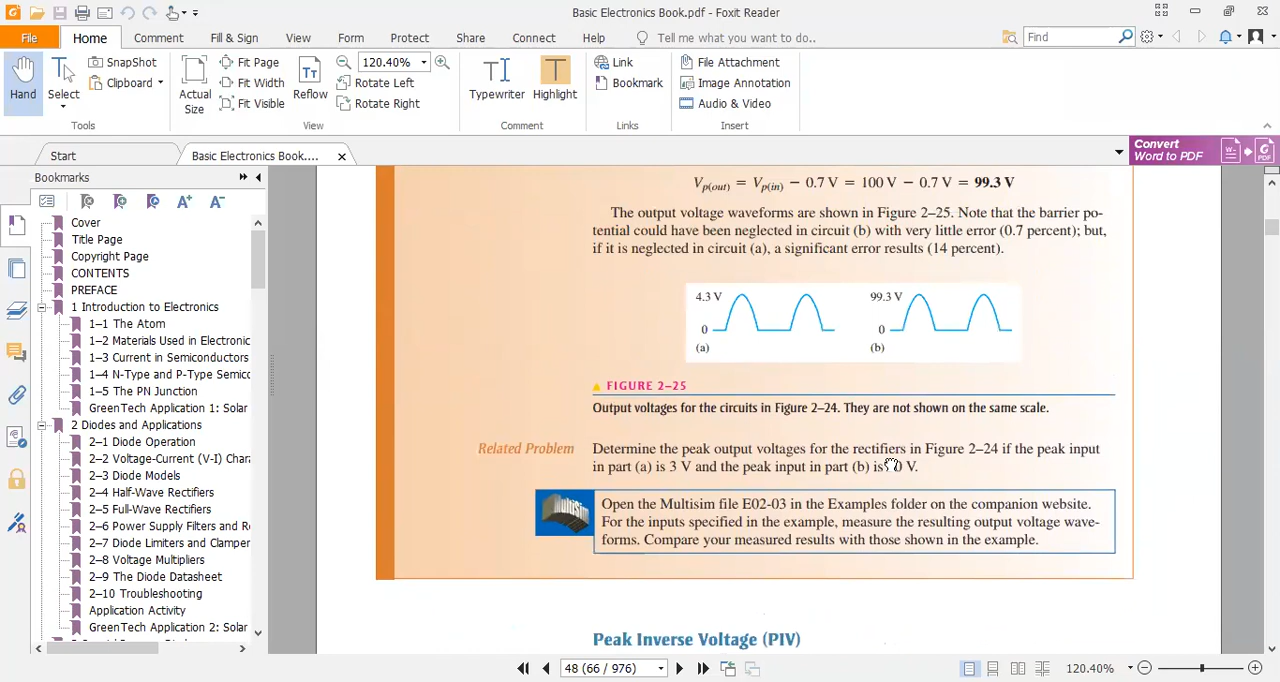 Basic Electronics Book.pdf - Foxit Reader
File Home Comment Fill & Sign View Form Protect Share Connect Help Tell me what you want to do.. Find
Hand
Select
SnapShot
Clipboard
Tools
Actual Size
Fit Page
Fit Width
Fit Visible
Reflow
120.40%
Rotate Left
Rotate Right
View
Typewriter
Highlight
Comment
Link
Bookmark
Links
File Attachment
Image Annotation
Audio & Video
Insert
Start
Basic Electronics Book....
Convert
Word to PDF
Bookmarks
Cover
Title Page
Copyright Page
CONTENTS
PREFACE
1 Introduction to Electronics
1–1 The Atom
1–2 Materials Used in Electronic
1–3 Current in Semiconductors
1–4 N-Type and P-Type Semico
1–5 The PN Junction
GreenTech Application 1: Solar
2 Diodes and Applications
2–1 Diode Operation
2–2 Voltage-Current (V-I) Chara
2–3 Diode Models
2–4 Half-Wave Rectifiers
2–5 Full-Wave Rectifiers
2–6 Power Supply Filters and Re
2–7 Diode Limiters and Clamper
2–8 Voltage Multipliers
2–9 The Diode Datasheet
2–10 Troubleshooting
Application Activity
GreenTech Application 2: Solar
Vp(out) = Vp(in) − 0.7 V = 100 V − 0.7 V = 99.3 V
The output voltage waveforms are shown in Figure 2–25. Note that the barrier po-
tential could have been neglected in circuit (b) with very little error (0.7 percent); but,
if it is neglected in circuit (a), a significant error results (14 percent).
4.3 V
0
(a)
99.3 V
0
(b)
FIGURE 2–25
Output voltages for the circuits in Figure 2–24. They are not shown on the same scale.
Related Problem
Determine the peak output voltages for the rectifiers in Figure 2–24 if the peak input
in part (a) is 3 V and the peak input in part (b) is V.
Multisim
Open the Multisim file E02-03 in the Examples folder on the companion website.
For the inputs specified in the example, measure the resulting output voltage wave-
forms. Compare your measured results with those shown in the example.
Peak Inverse Voltage (PIV)
48 (66 / 976)
120.40%